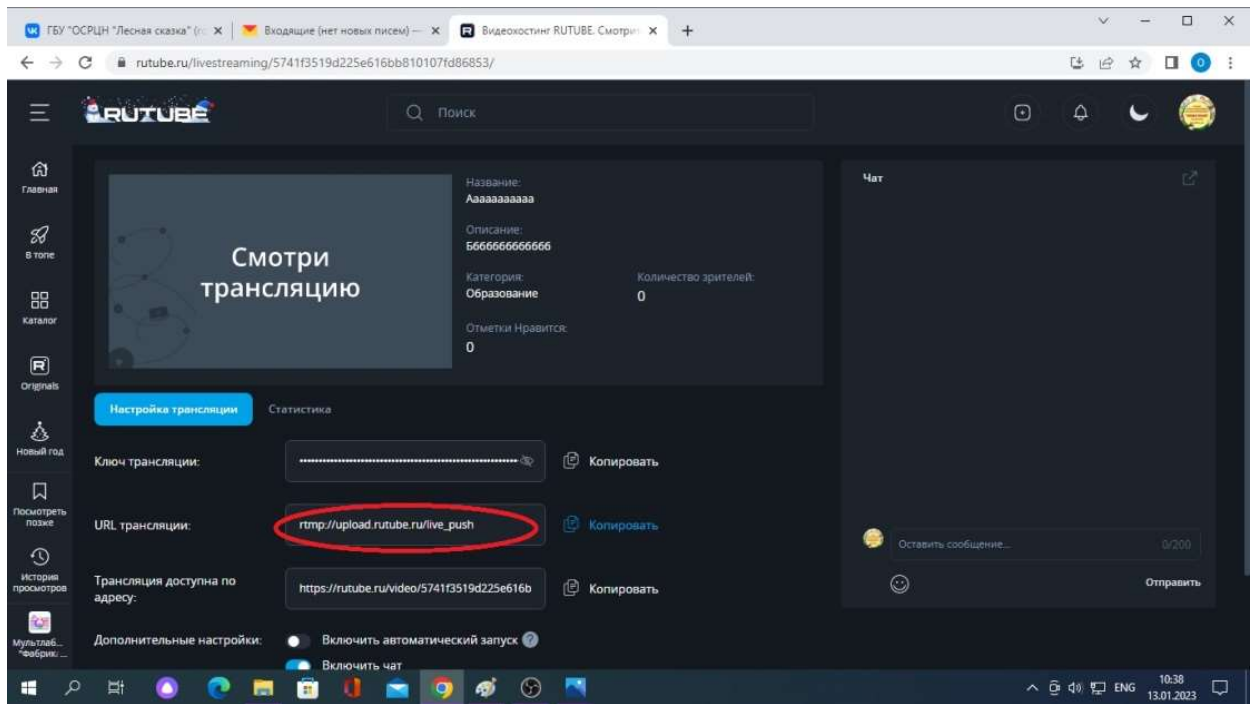 ГБУ "ОСРЦН "Лесная сказка" (гс
Входящие (нет новых писем) —
Видеохостинг RUTUBE. Смотри
rutube.ru/livestreaming/5741f3519d225e616bb810107fd86853/
RUTUBE
Поиск
Главная
В топе
Каталог
Originals
Новый год
Посмотреть
позже
История
просмотров
Мультлаб...
"Фабрик: ...
Смотри
трансляцию
Название:
Аааааааааа
Описание:
Бббббббббббб
Категория:
Образование
Количество зрителей:
0
Отметки Нравится:
0
Настройка трансляции
Статистика
Ключ трансляции:
Копировать
URL трансляции:
rtmp://upload.rutube.ru/live_push
Копировать
Трансляция доступна по
адресу:
https://rutube.ru/video/5741f3519d225e616b
Копировать
Дополнительные настройки:
Включить автоматический запуск ?
Включить чат
Чат
Оставить сообщение...
0/200
Отправить
ENG
10:38
13.01.2023